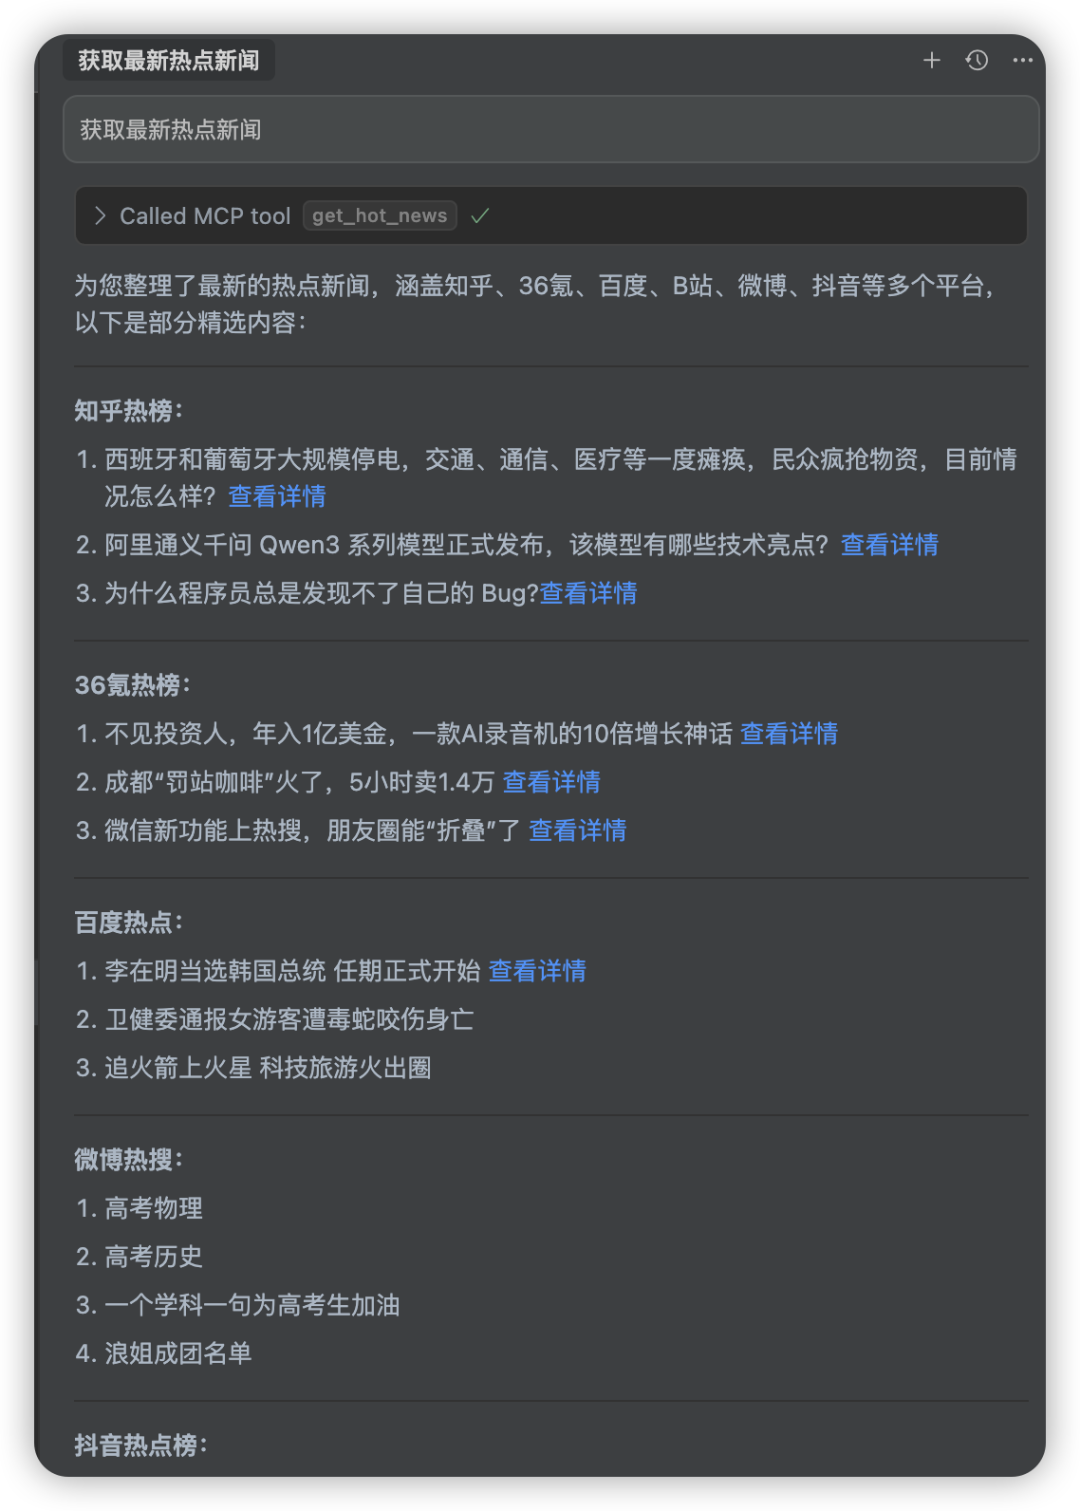 获取最新热点新闻
获取最新热点新闻
Called MCP tool get_hot_news
为您整理了最新的热点新闻，涵盖知乎、36氪、百度、B站、微博、抖音等多个平台，
以下是部分精选内容：
知乎热榜：
1. 西班牙和葡萄牙大规模停电，交通、通信、医疗等一度瘫痪，民众疯抢物资，目前情
况怎么样？查看详情
2. 阿里通义千问 Qwen3 系列模型正式发布，该模型有哪些技术亮点？查看详情
3. 为什么程序员总是发现不了自己的 Bug?查看详情
36氪热榜：
1. 不见投资人，年入1亿美金，一款AI录音机的10倍增长神话 查看详情
2. 成都“罚站咖啡”火了，5小时卖1.4万 查看详情
3. 微信新功能上热搜，朋友圈能“折叠”了 查看详情
百度热点：
1. 李在明当选韩国总统 任期正式开始 查看详情
2. 卫健委通报女游客遭毒蛇咬伤身亡
3. 追火箭上火星 科技旅游火出圈
微博热搜：
1. 高考物理
2. 高考历史
3. 一个学科一句为高考生加油
4. 浪姐成团名单
抖音热点榜：